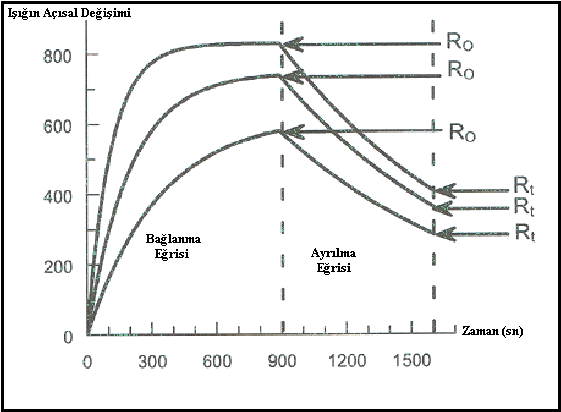 Işığın Açısal Değişimi
800
600
400
200
0
R₀
R₀
R₀
Rₜ
Rₜ
Rₜ
Bağlanma
Eğrisi
Ayrılma
Eğrisi
Zaman (sn)
0 300 600 900 1200 1500